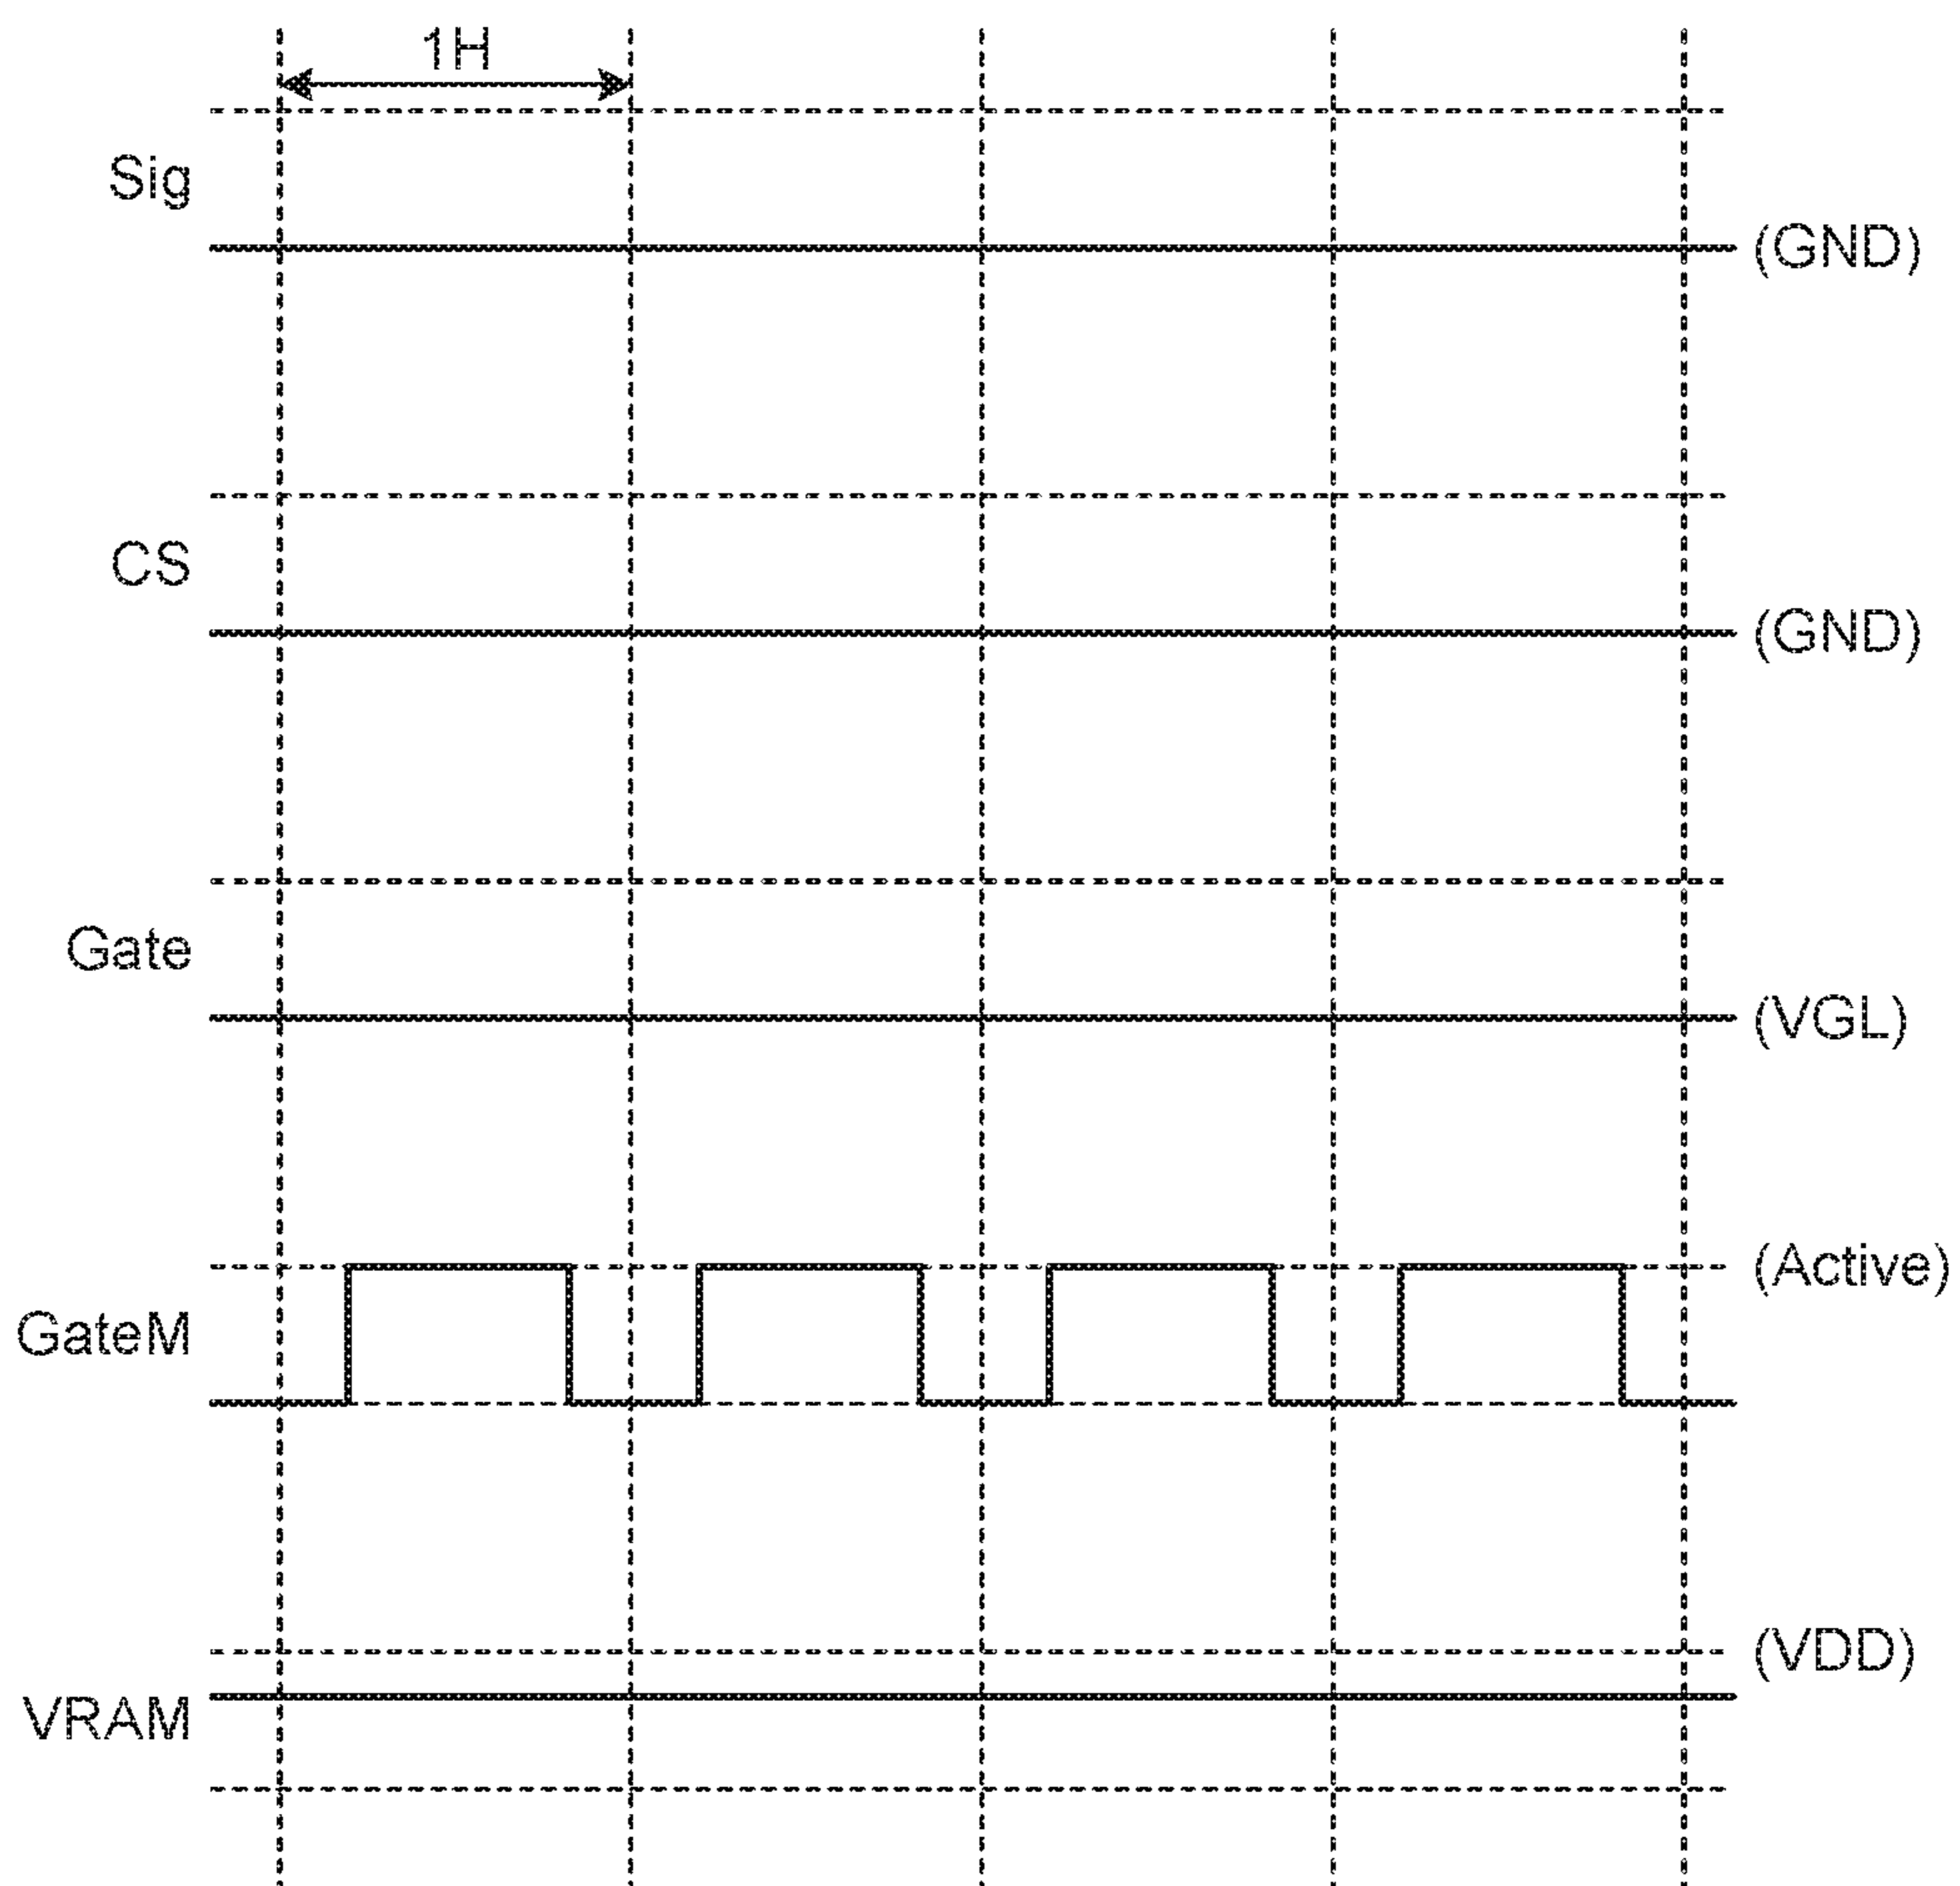 1H
Sig
(GND)
CS
(GND)
Gate
(VGL)
(Active)
GateM
(VDD)
VRAM